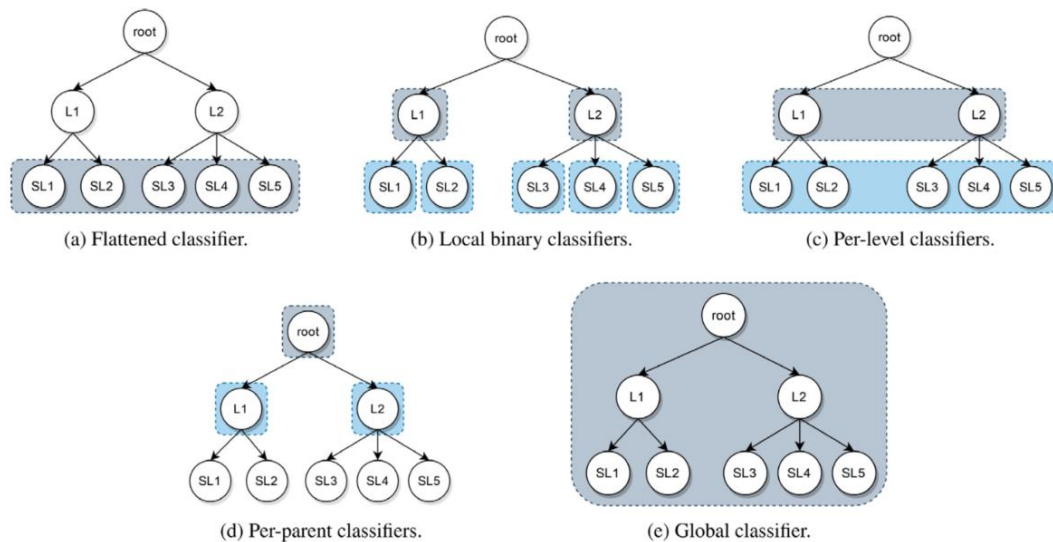 root
root
root
L1
L2
L1
L2
L1
L2
SL1
SL2
SL3
SL4
SL5
SL1
SL2
SL3
SL4
SL5
SL1
SL2
SL3
SL4
SL5
(a) Flattened classifier.
(b) Local binary classifiers.
(c) Per-level classifiers.
root
root
L1
L2
L1
L2
SL1
SL2
SL3
SL4
SL5
SL1
SL2
SL3
SL4
SL5
(d) Per-parent classifiers.
(e) Global classifier.